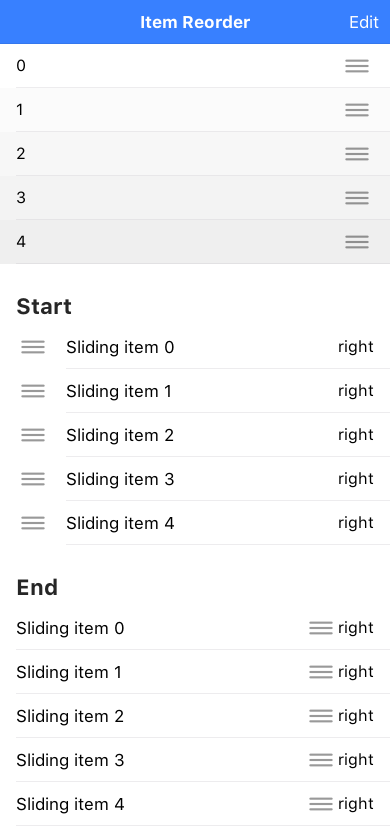 Item Reorder Edit
0
1
2
3
4
Start
Sliding item 0 right
Sliding item 1 right
Sliding item 2 right
Sliding item 3 right
Sliding item 4 right
End
Sliding item 0 right
Sliding item 1 right
Sliding item 2 right
Sliding item 3 right
Sliding item 4 right